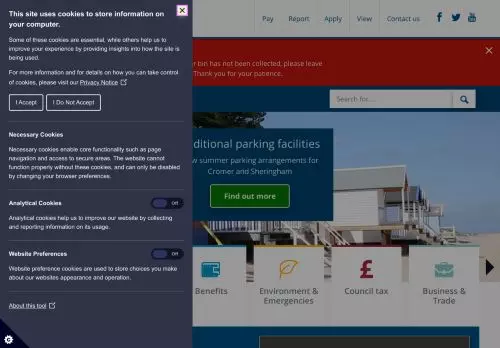 This site uses cookies to store information on
your computer.
Some of these cookies are essential, while others help us to
improve your experience by providing insights into how the site is
being used.
For more information and for details on how you can take control
of cookies, please visit our Privacy Notice
I Accept
I Do Not Accept
Necessary Cookies
Necessary cookies enable core functionality such as page
navigation and access to secure areas. The website cannot
function properly without these cookies, and can only be disabled
by changing your browser preferences.
Analytical Cookies
Off
Analytical cookies help us to improve our website by collecting
and reporting information on its usage.
Website Preferences
Off
Website preference cookies are used to store choices you make
about our websites appearance and operation.
About this tool
Pay
Report
Apply
View
Contact us
bin has not been collected, please leave
Thank you for your patience.
Search for....
ditional parking facilities
w summer parking arrangements for
Cromer and Sheringham
Find out more
Benefits
Environment &
Emergencies
Council tax
Business &
Trade